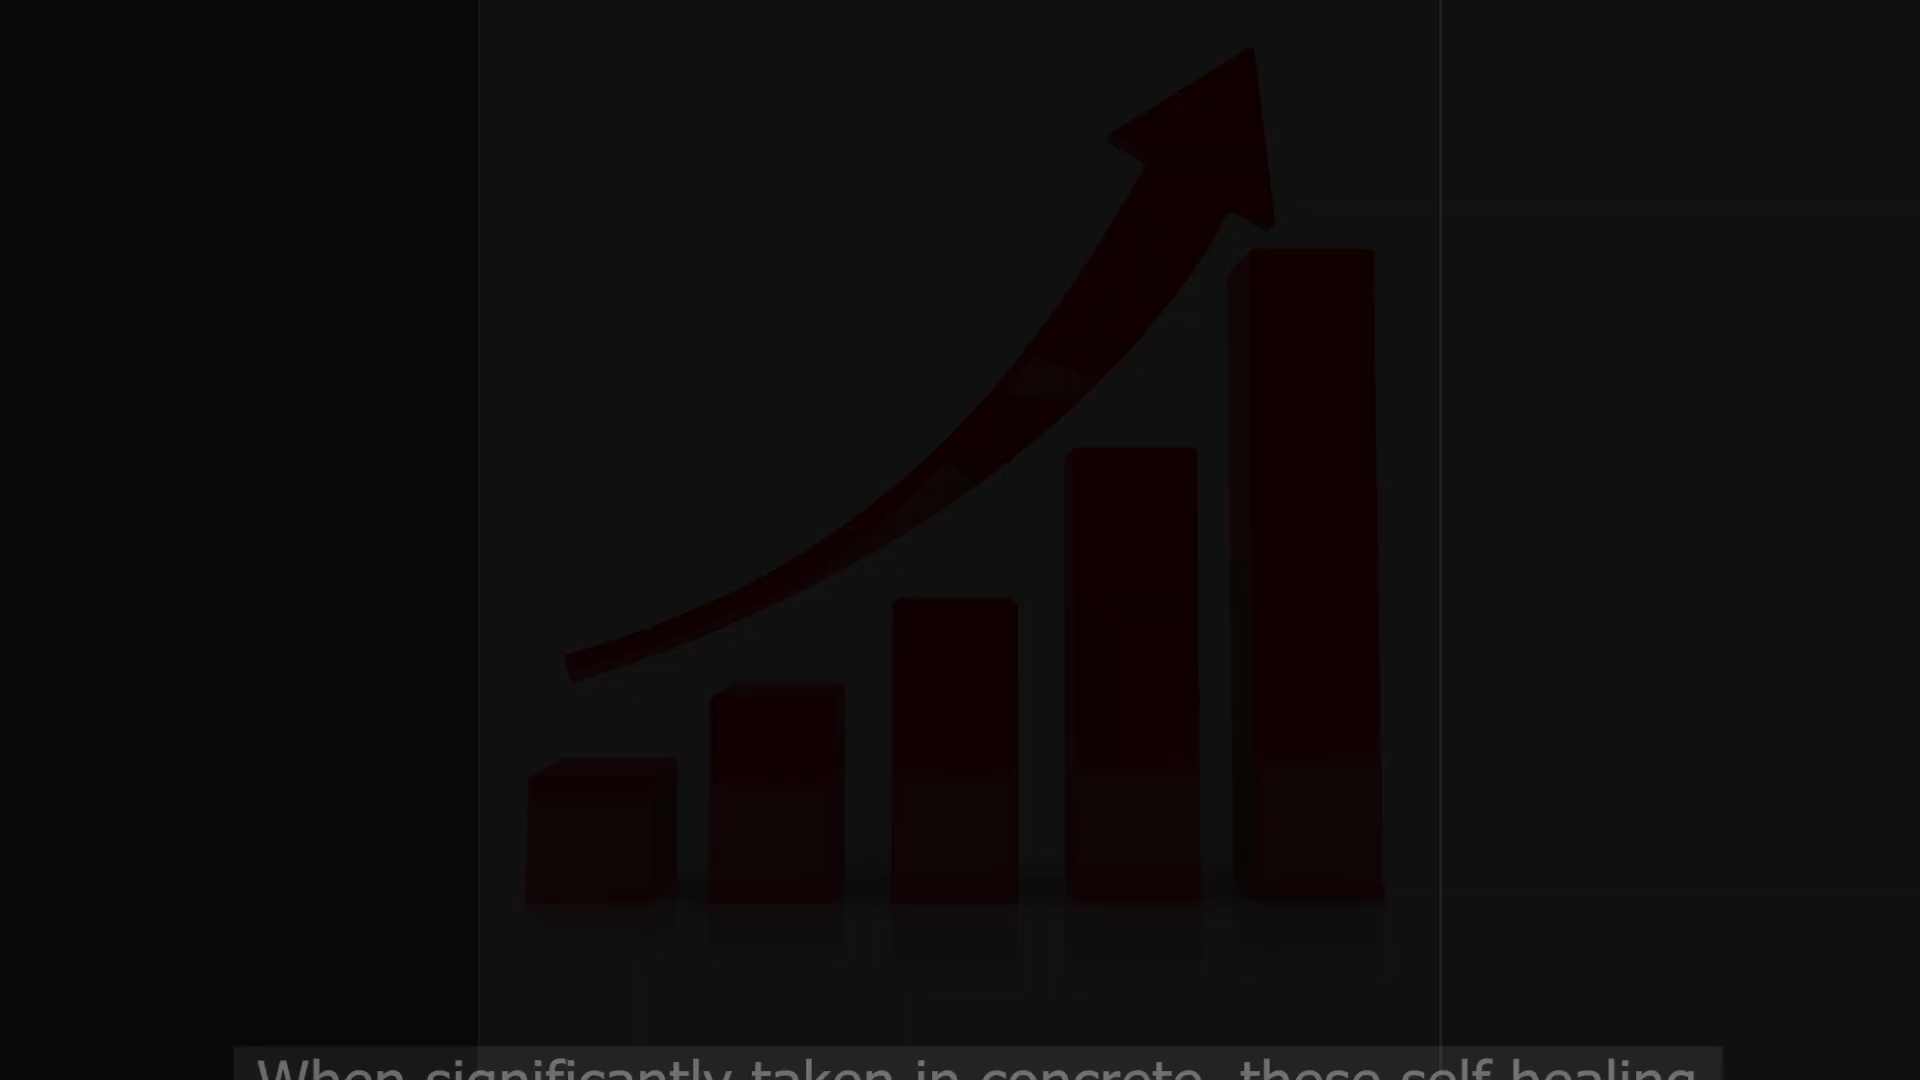 When significantly taken in concrete, these self healing